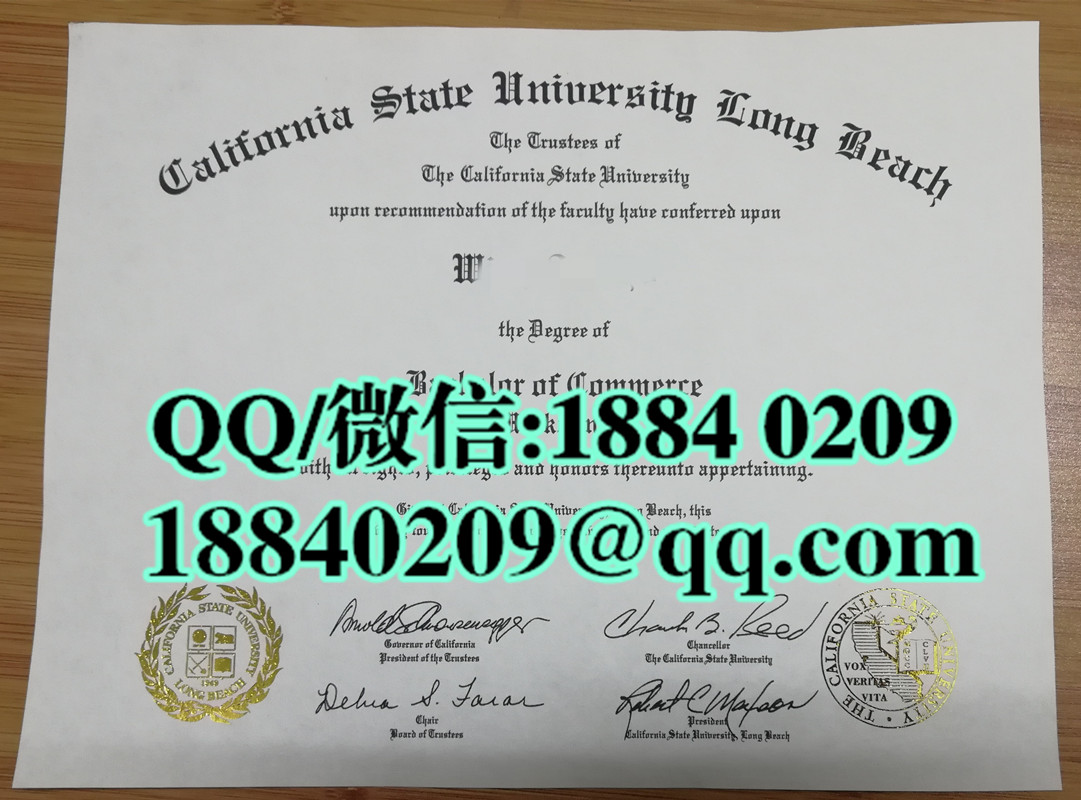 California State University Long Beach
The Trustees of
The California State University
upon recommendation of the faculty have conferred upon
W
the Degree of
Bachelor of Commerce
QQ/微信:1884 0209
and honors thereunto appertaining.
Beach, this
18840209@qq.com
CALIFORNIA STATE UNIVERSITY
LONG BEACH
1949
Governor of California
President of the Trustees
Chancellor
The California State University
THE CALIFORNIA STATE UNIVERSITY
VOX
VERITAS
VITA
Chair
Board of Trustees
President
California State University, Long Beach